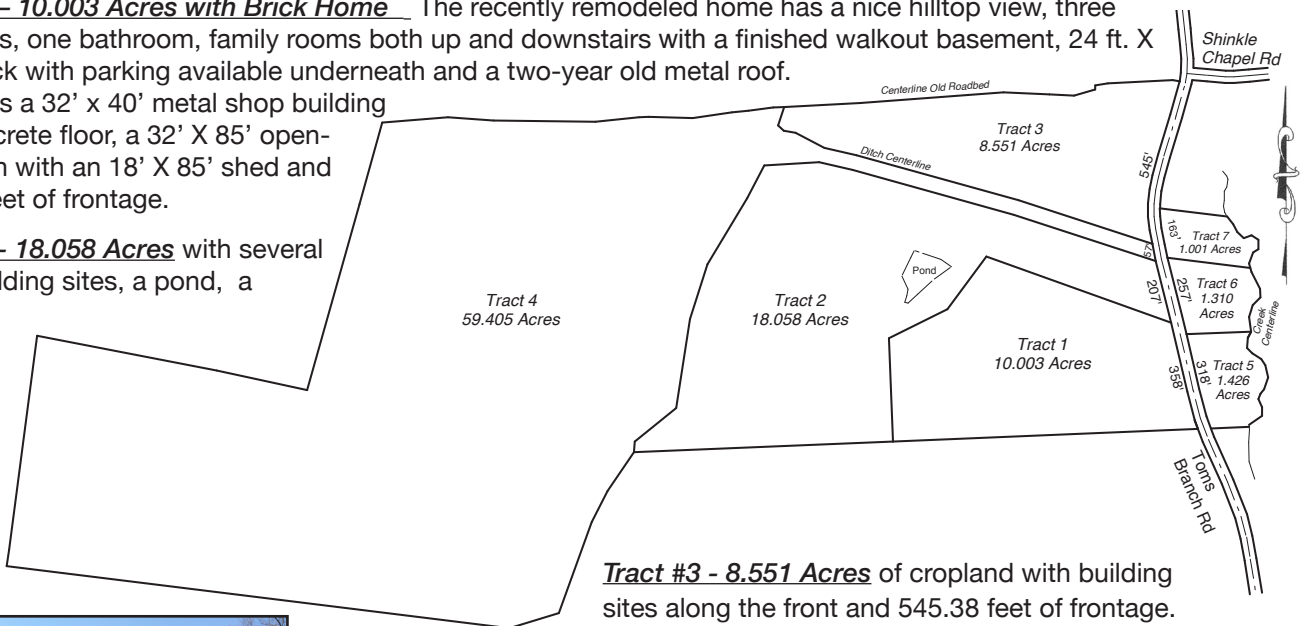 – 10.003 Acres with Brick Home The recently remodeled home has a nice hilltop view, three
s, one bathroom, family rooms both up and downstairs with a finished walkout basement, 24 ft. X
ck with parking available underneath and a two-year old metal roof.
s a 32’ x 40’ metal shop building
crete floor, a 32’ X 85’ open-
n with an 18’ X 85’ shed and
eet of frontage.
- 18.058 Acres with several
lding sites, a pond, a
Shinkle
Chapel Rd
Centerline Old Roadbed
Tract 3
8.551 Acres
Ditch Centerline
545'
Tract 7
1.001 Acres
163'
57'
Pond
Tract 6
1.310
Acres
257'
207'
Creek
Centerline
Tract 4
59.405 Acres
Tract 2
18.058 Acres
Tract 1
10.003 Acres
Tract 5
1.426
Acres
318'
358'
Toms
Branch Rd
Tract #3 - 8.551 Acres of cropland with building
sites along the front and 545.38 feet of frontage.